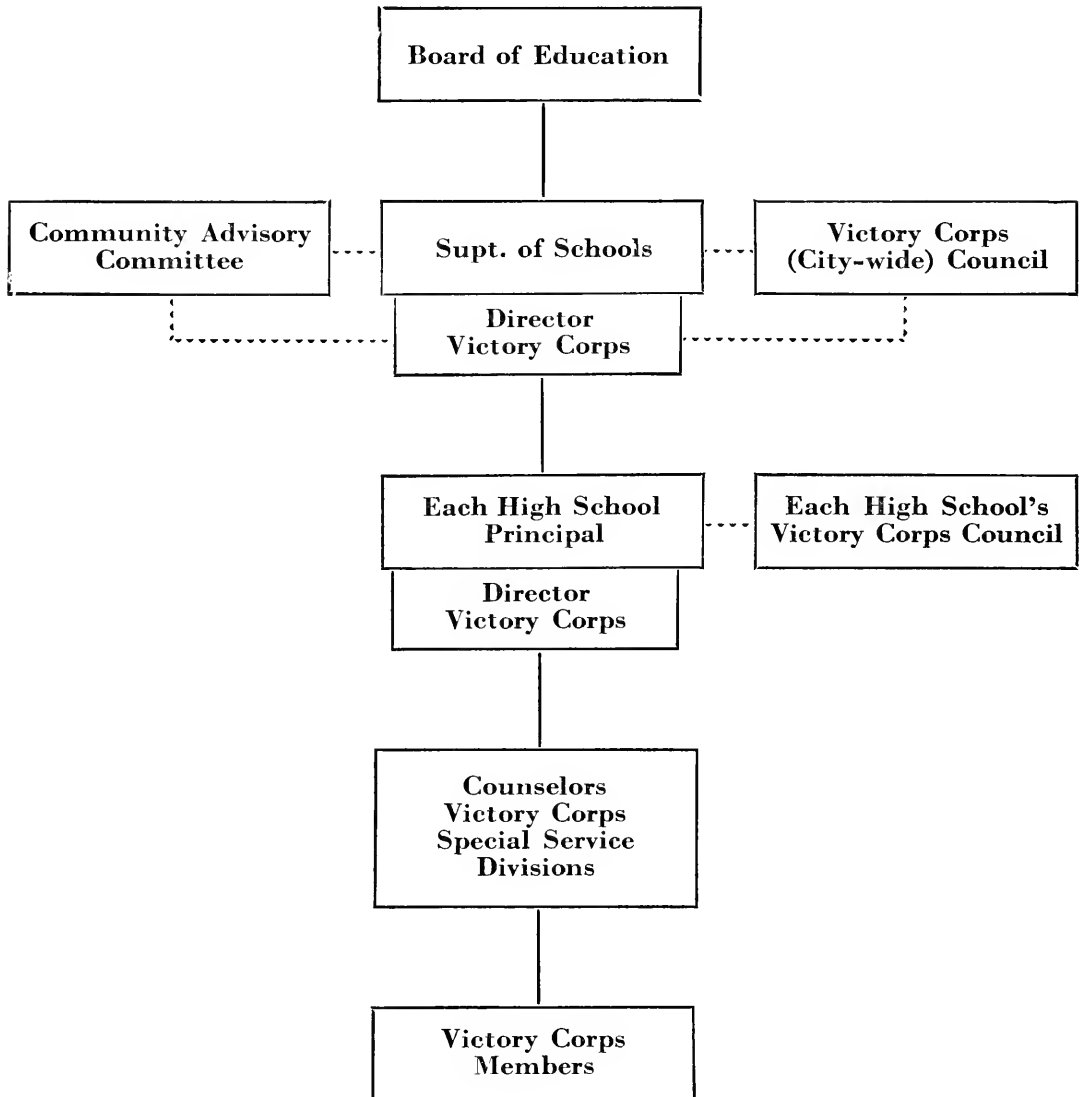 Board of Education
Community Advisory
Committee
Supt. of Schools
Victory Corps
(City-wide) Council
Director
Victory Corps
Each High School
Principal
Each High School's
Victory Corps Council
Director
Victory Corps
Counselors
Victory Corps
Special Service
Divisions
Victory Corps
Members